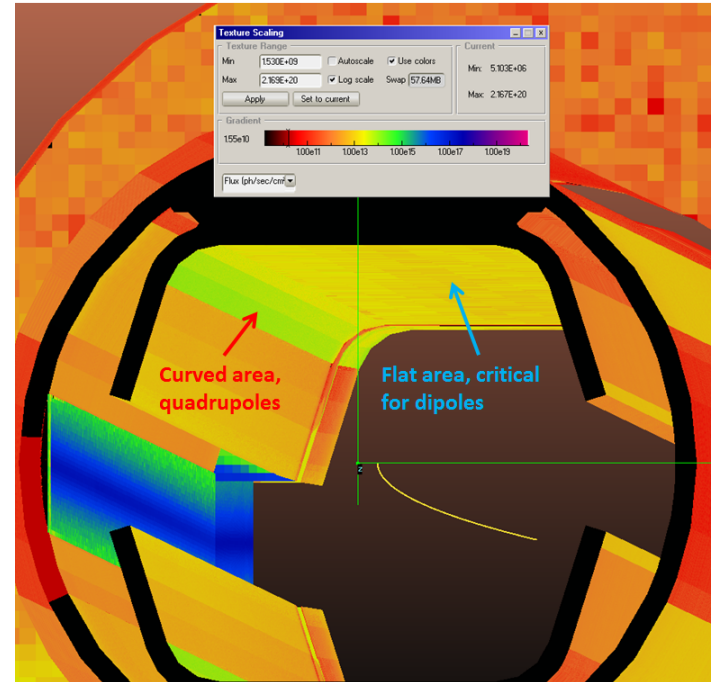 Texture Scaling
Texture Range
Min 1.530E+09 Autoscale Use colors
Max 2.169E+20 Log scale Swap 57.64MB
Apply Set to current
Current
Min: 5.103E+06
Max: 2.167E+20
Gradient
1.55e10
1.00e11 1.00e13 1.00e15 1.00e17 1.00e19
Flux (ph/sec/cm²
Curved area,
quadrupoles
Flat area, critical
for dipoles
z